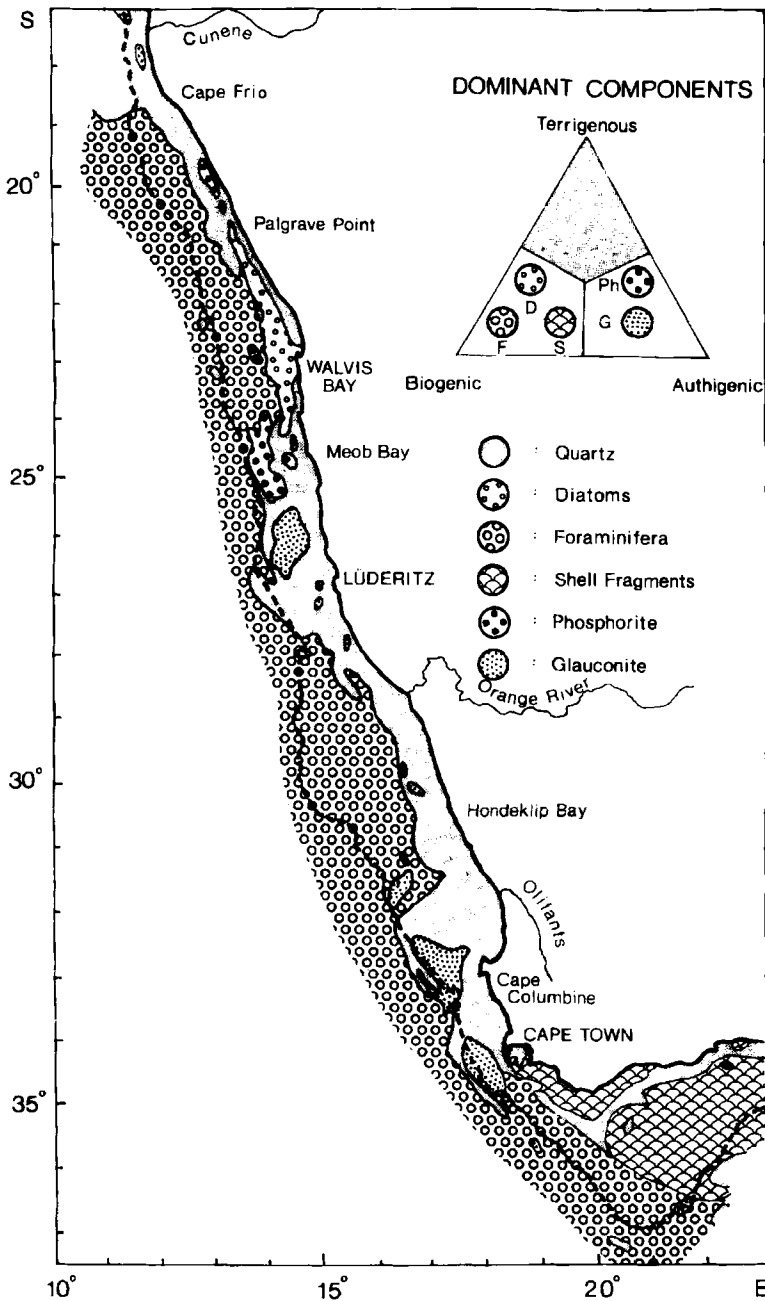 S
Cunene
Cape Frio
DOMINANT COMPONENTS
Terrigenous
20°
Palgrave Point
Ph
D
G
F
S
WALVIS
BAY
Biogenic
Authigenic
Meob Bay
25°
: Quartz
: Diatoms
: Foraminifera
LÜDERITZ
: Shell Fragments
: Phosphorite
: Glauconite
Orange River
30°
Hondeklip Bay
Olifants
Cape
Columbine
CAPE TOWN
35°
10°
15°
20°
E